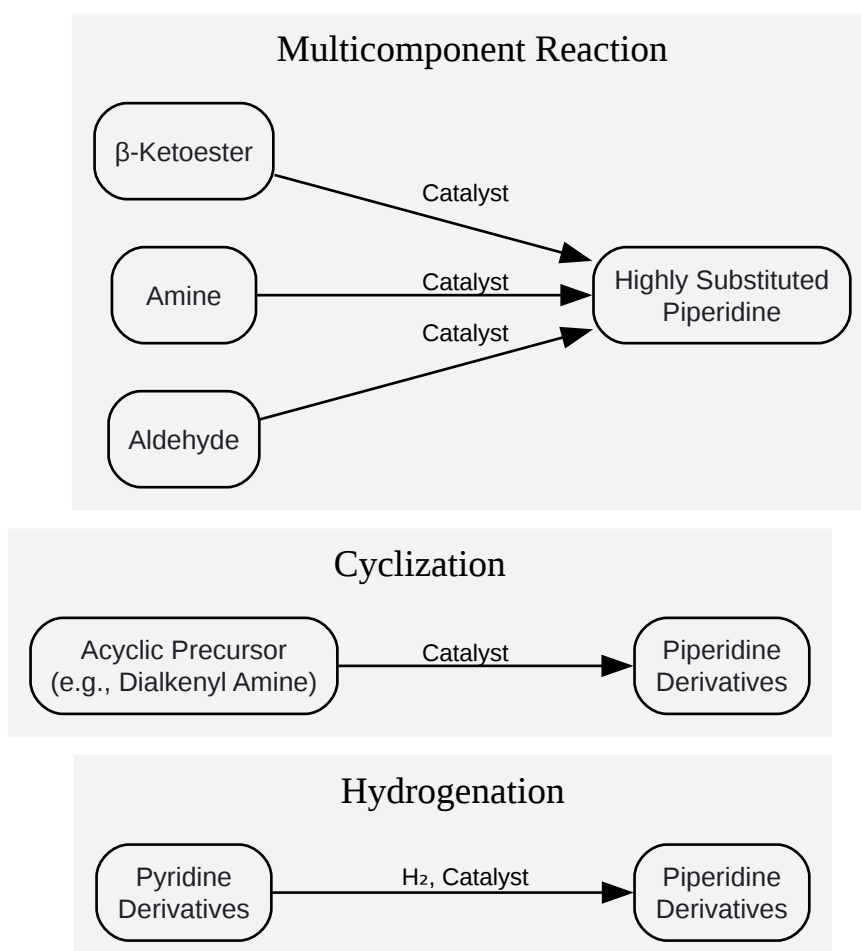 Multicomponent Reaction
β-Ketoester
Catalyst
Amine
Catalyst
Highly Substituted
Piperidine
Catalyst
Aldehyde
Cyclization
Acyclic Precursor
(e.g., Dialkenyl Amine)
Catalyst
Piperidine
Derivatives
Hydrogenation
Pyridine
Derivatives
H₂, Catalyst
Piperidine
Derivatives